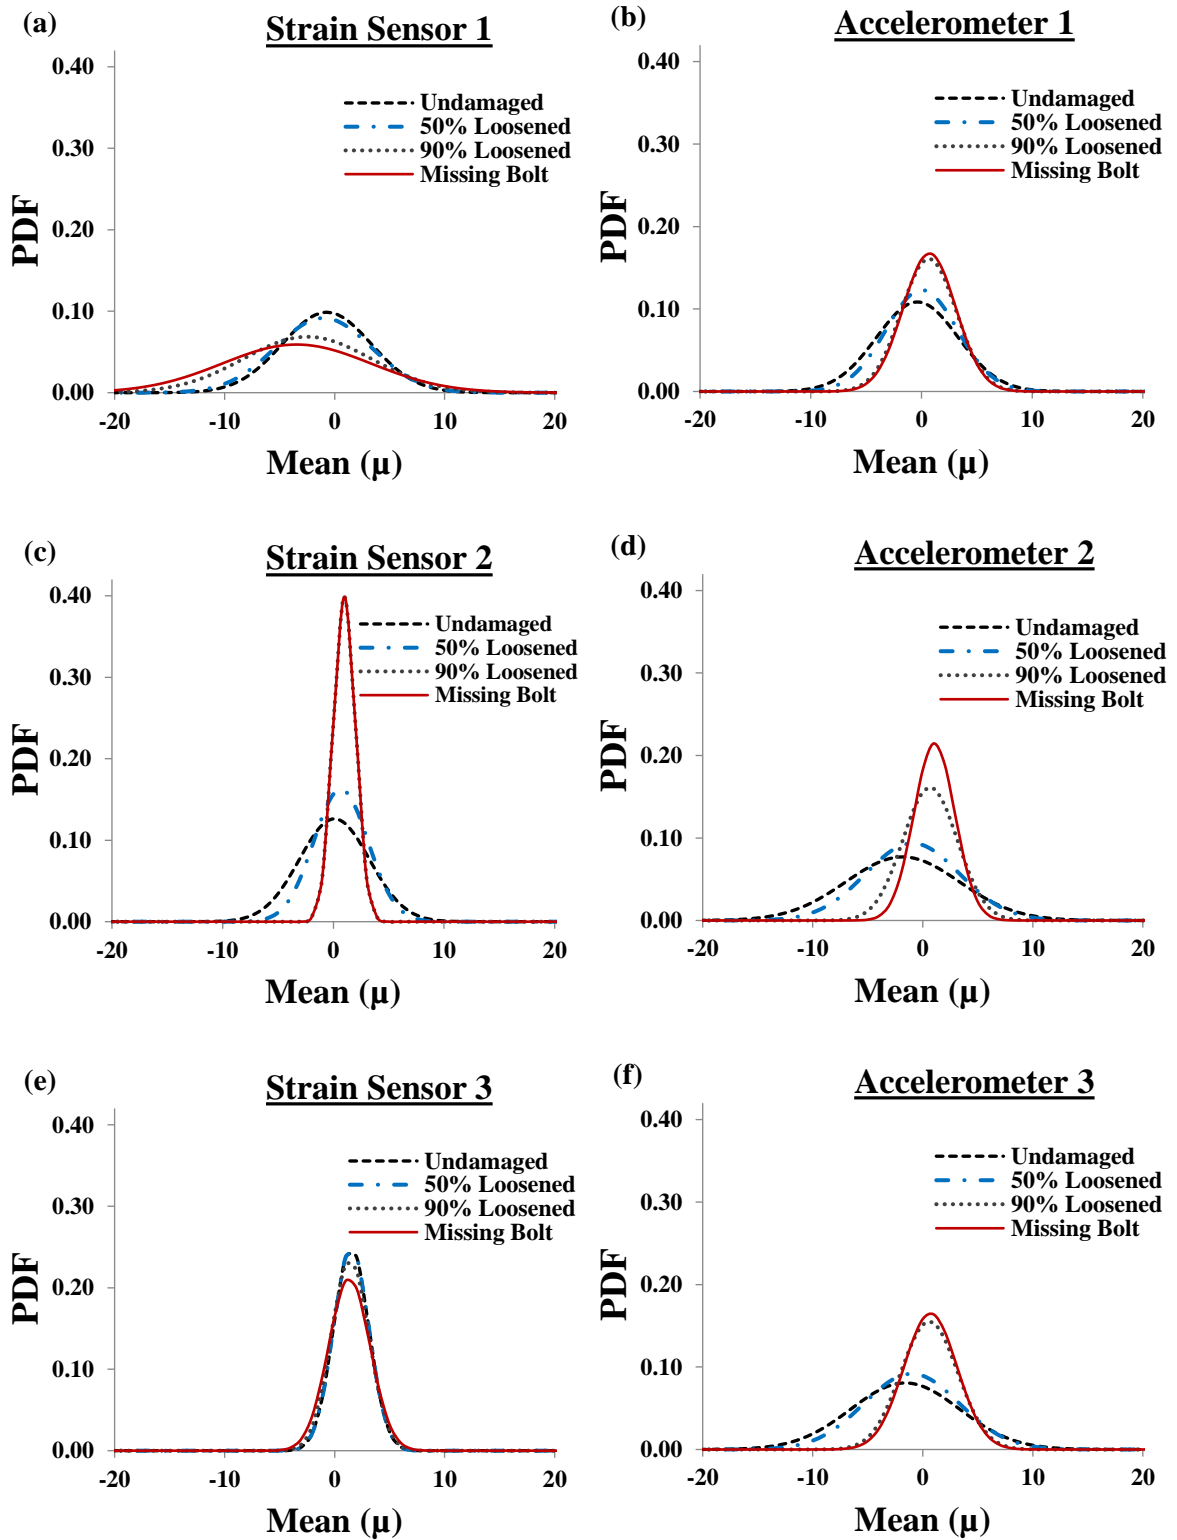 (a)
Strain Sensor 1
0.40
0.30
0.20
0.10
0.00
PDF
Undamaged
50% Loosened
90% Loosened
Missing Bolt
-20
-10
0
10
20
Mean (µ)
(b)
Accelerometer 1
0.40
0.30
0.20
0.10
0.00
PDF
Undamaged
50% Loosened
90% Loosened
Missing Bolt
-20
-10
0
10
20
Mean (µ)
(c)
Strain Sensor 2
0.40
0.30
0.20
0.10
0.00
PDF
Undamaged
50% Loosened
90% Loosened
Missing Bolt
-20
-10
0
10
20
Mean (µ)
(d)
Accelerometer 2
0.40
0.30
0.20
0.10
0.00
PDF
Undamaged
50% Loosened
90% Loosened
Missing Bolt
-20
-10
0
10
20
Mean (µ)
(e)
Strain Sensor 3
0.40
0.30
0.20
0.10
0.00
PDF
Undamaged
50% Loosened
90% Loosened
Missing Bolt
-20
-10
0
10
20
Mean (µ)
(f)
Accelerometer 3
0.40
0.30
0.20
0.10
0.00
PDF
Undamaged
50% Loosened
90% Loosened
Missing Bolt
-20
-10
0
10
20
Mean (µ)